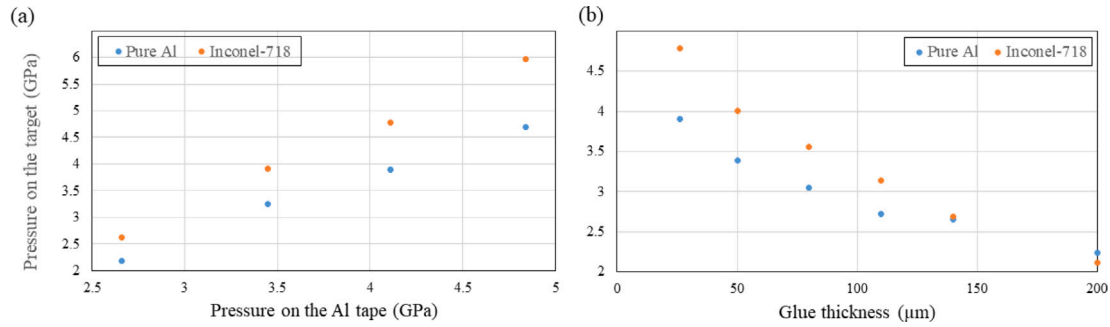 (a)
Pressure on the target (GPa)
Pure Al Inconel-718
6
5.5
5
4.5
4
3.5
3
2.5
2
2.5 3 3.5 4 4.5 5
Pressure on the Al tape (GPa)
(b)
Pure Al Inconel-718
4.5
4
3.5
3
2.5
2
0 50 100 150 200
Glue thickness (μm)